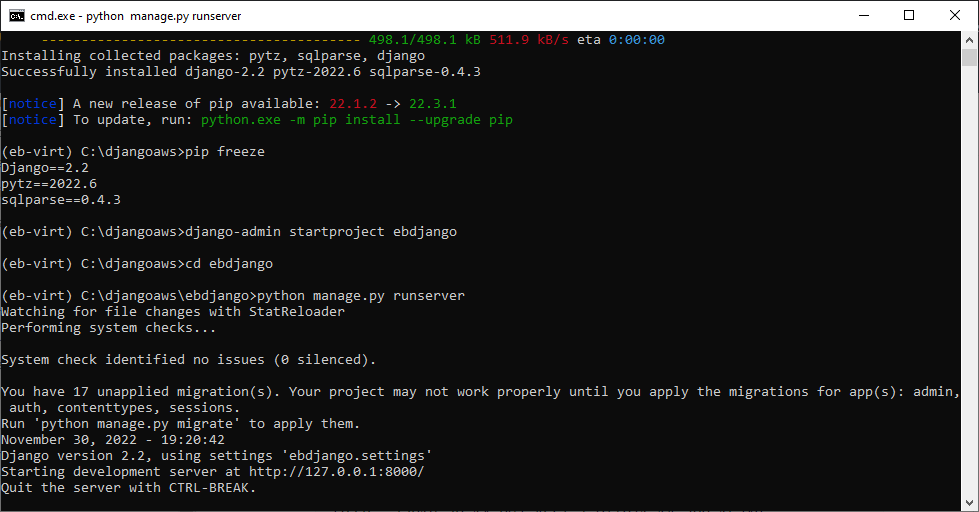 cmd.exe - python  manage.py runserver
---------------------------------------- 498.1/498.1 kB 511.9 kB/s eta 0:00:00
Installing collected packages: pytz, sqlparse, django
Successfully installed django-2.2 pytz-2022.6 sqlparse-0.4.3
[notice] A new release of pip available: 22.1.2 -> 22.3.1
[notice] To update, run: python.exe -m pip install --upgrade pip
(eb-virt) C:\djangoaws>pip freeze
Django==2.2
pytz==2022.6
sqlparse==0.4.3
(eb-virt) C:\djangoaws>django-admin startproject ebdjango
(eb-virt) C:\djangoaws>cd ebdjango
(eb-virt) C:\djangoaws\ebdjango>python manage.py runserver
Watching for file changes with StatReloader
Performing system checks...
System check identified no issues (0 silenced).
You have 17 unapplied migration(s). Your project may not work properly until you apply the migrations for app(s): admin,
auth, contenttypes, sessions.
Run 'python manage.py migrate' to apply them.
November 30, 2022 - 19:20:42
Django version 2.2, using settings 'ebdjango.settings'
Starting development server at http://127.0.0.1:8000/
Quit the server with CTRL-BREAK.